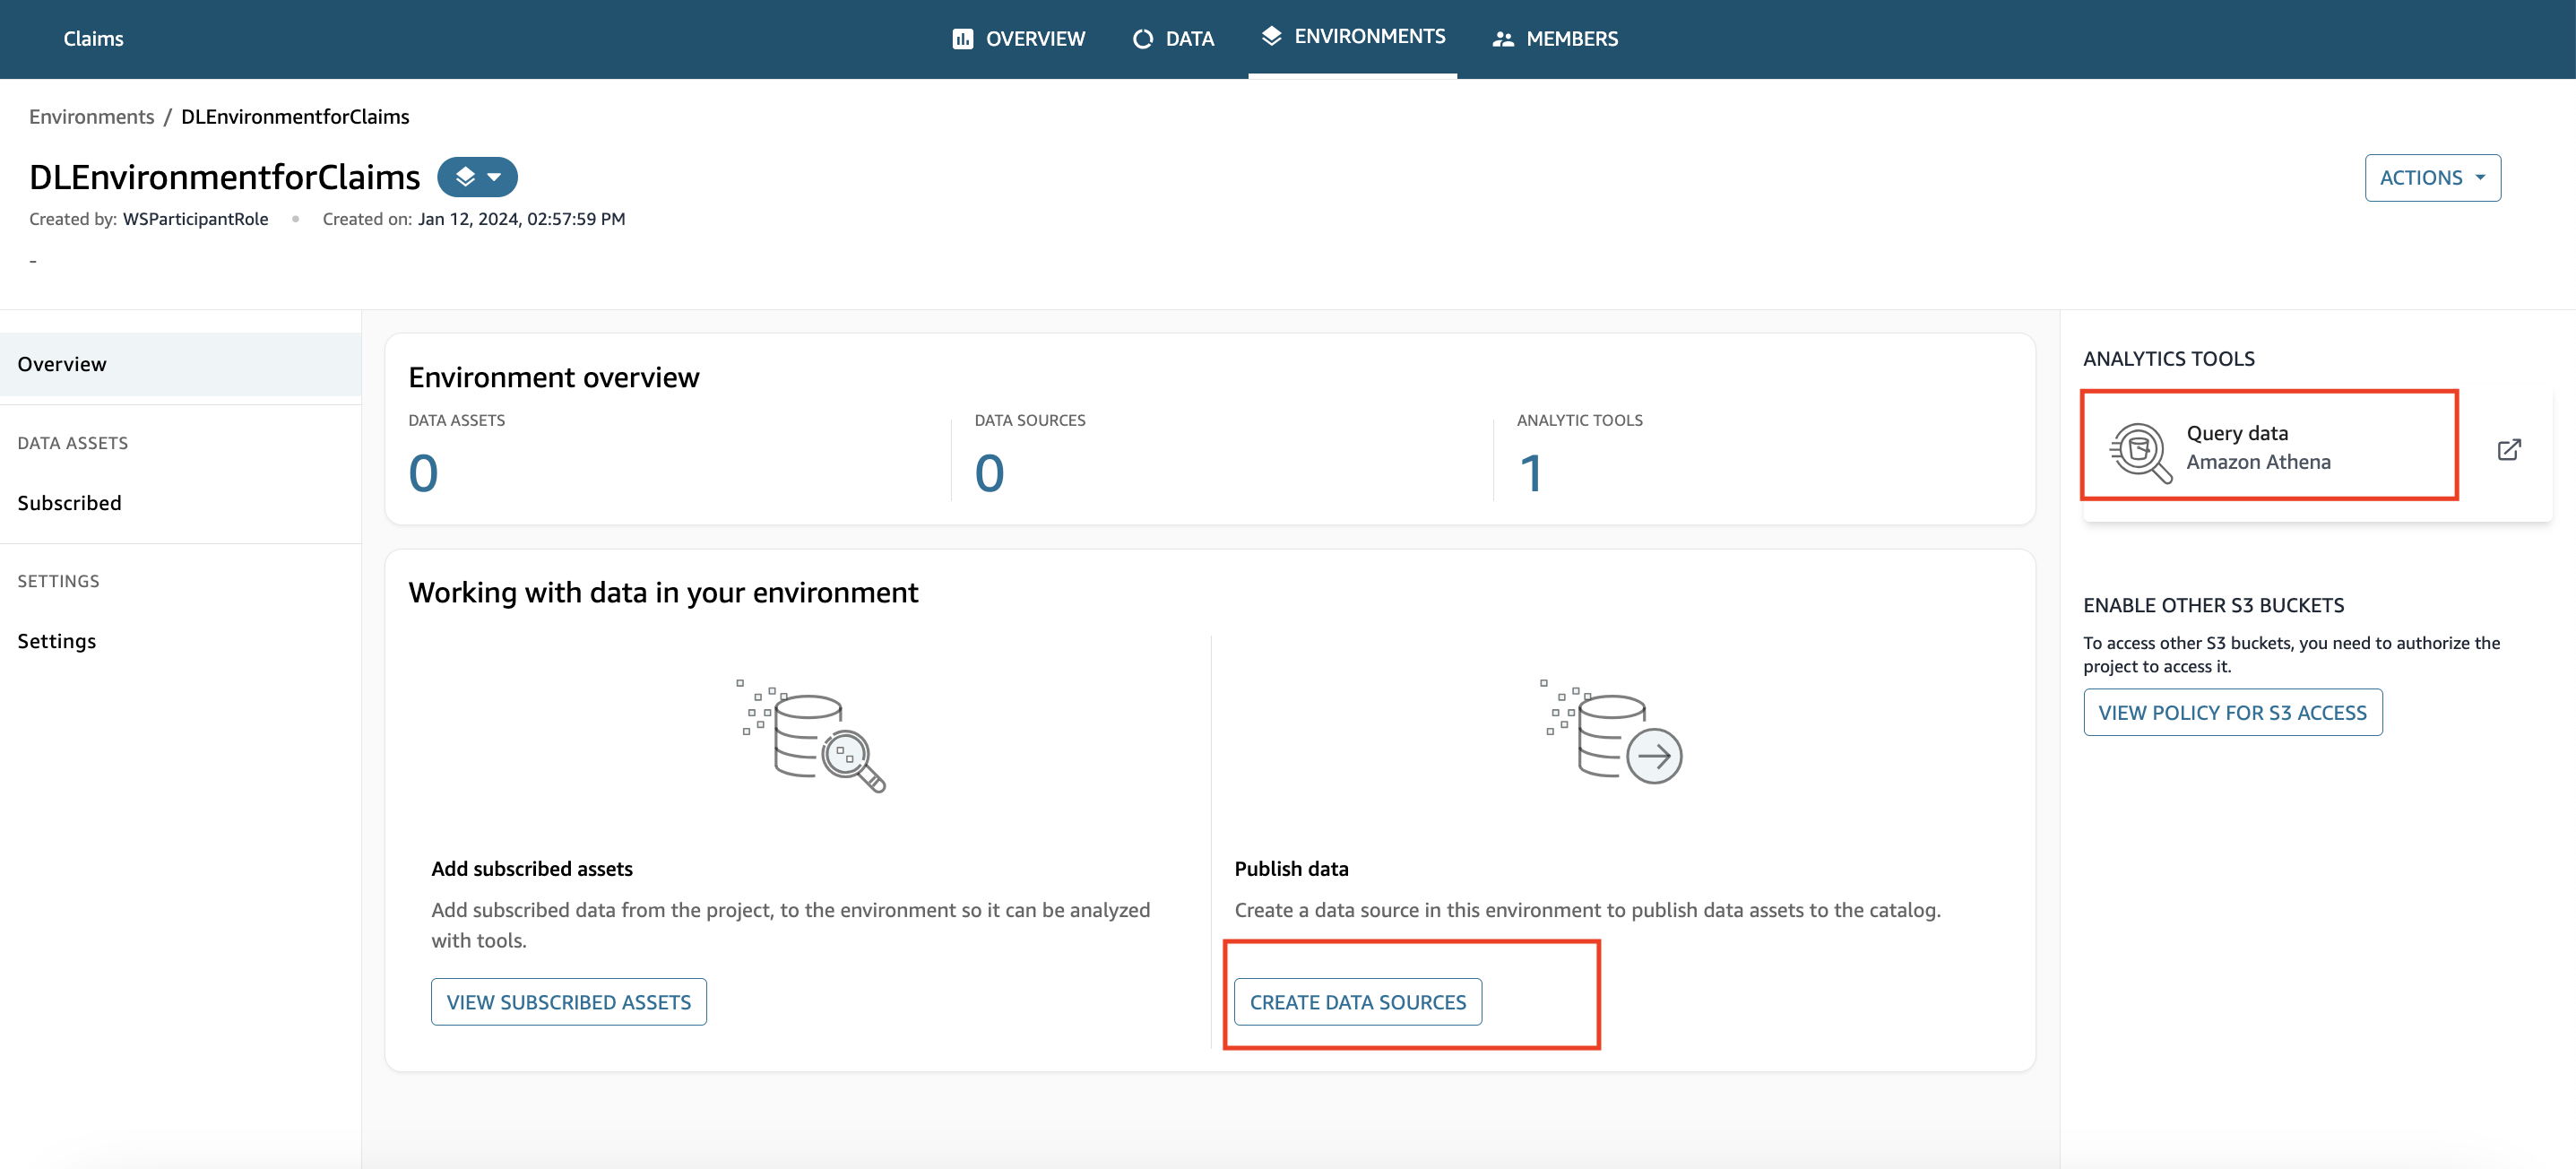 Claims
OVERVIEW
DATA
ENVIRONMENTS
MEMBERS
Environments / DLEnvironmentforClaims
DLEnvironmentforClaims
ACTIONS
Created by: WSParticipantRole • Created on: Jan 12, 2024, 02:57:59 PM
-
Overview
DATA ASSETS
Subscribed
SETTINGS
Settings
Environment overview
DATA ASSETS
0
DATA SOURCES
0
ANALYTIC TOOLS
1
Working with data in your environment
Add subscribed assets
Add subscribed data from the project, to the environment so it can be analyzed
with tools.
VIEW SUBSCRIBED ASSETS
Publish data
Create a data source in this environment to publish data assets to the catalog.
CREATE DATA SOURCES
ANALYTICS TOOLS
Query data
Amazon Athena
ENABLE OTHER S3 BUCKETS
To access other S3 buckets, you need to authorize the
project to access it.
VIEW POLICY FOR S3 ACCESS